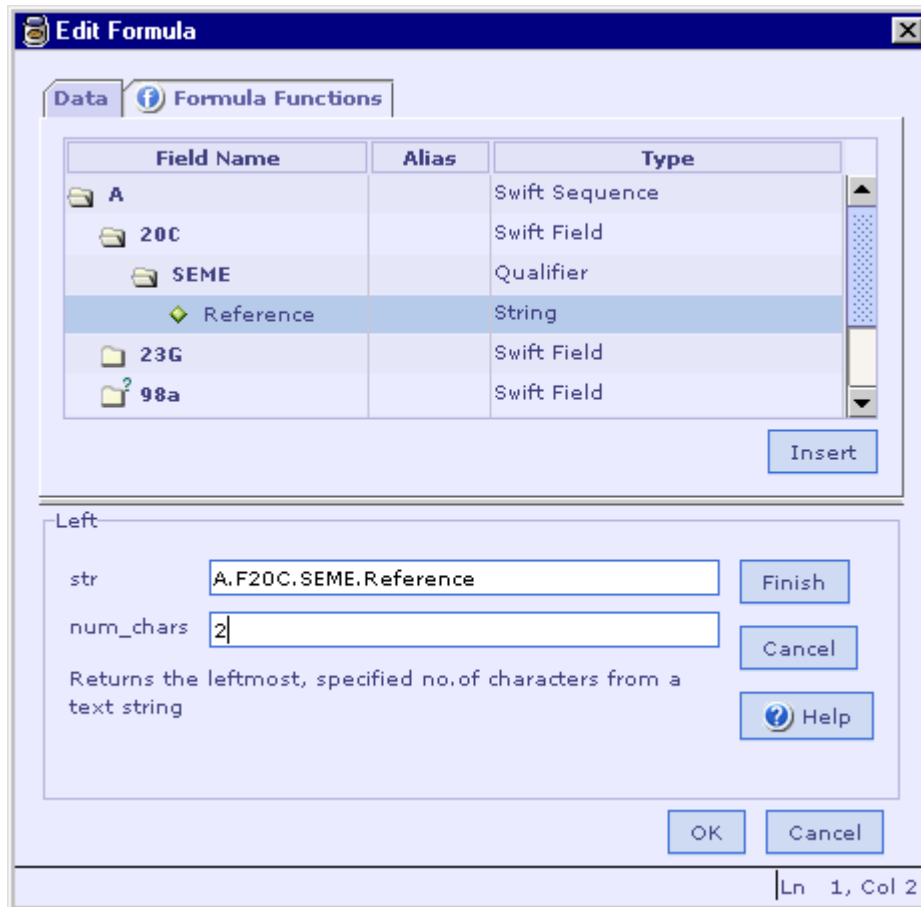 Edit Formula
Data Formula Functions
Field Name Alias Type
A Swift Sequence
20C Swift Field
SEME Qualifier
Reference String
23G Swift Field
98a Swift Field
Insert
Left
str A.F20C.SEME.Reference Finish
num_chars 2
Cancel
Returns the leftmost, specified no.of characters from a
text string
Help
OK Cancel
Ln 1, Col 2